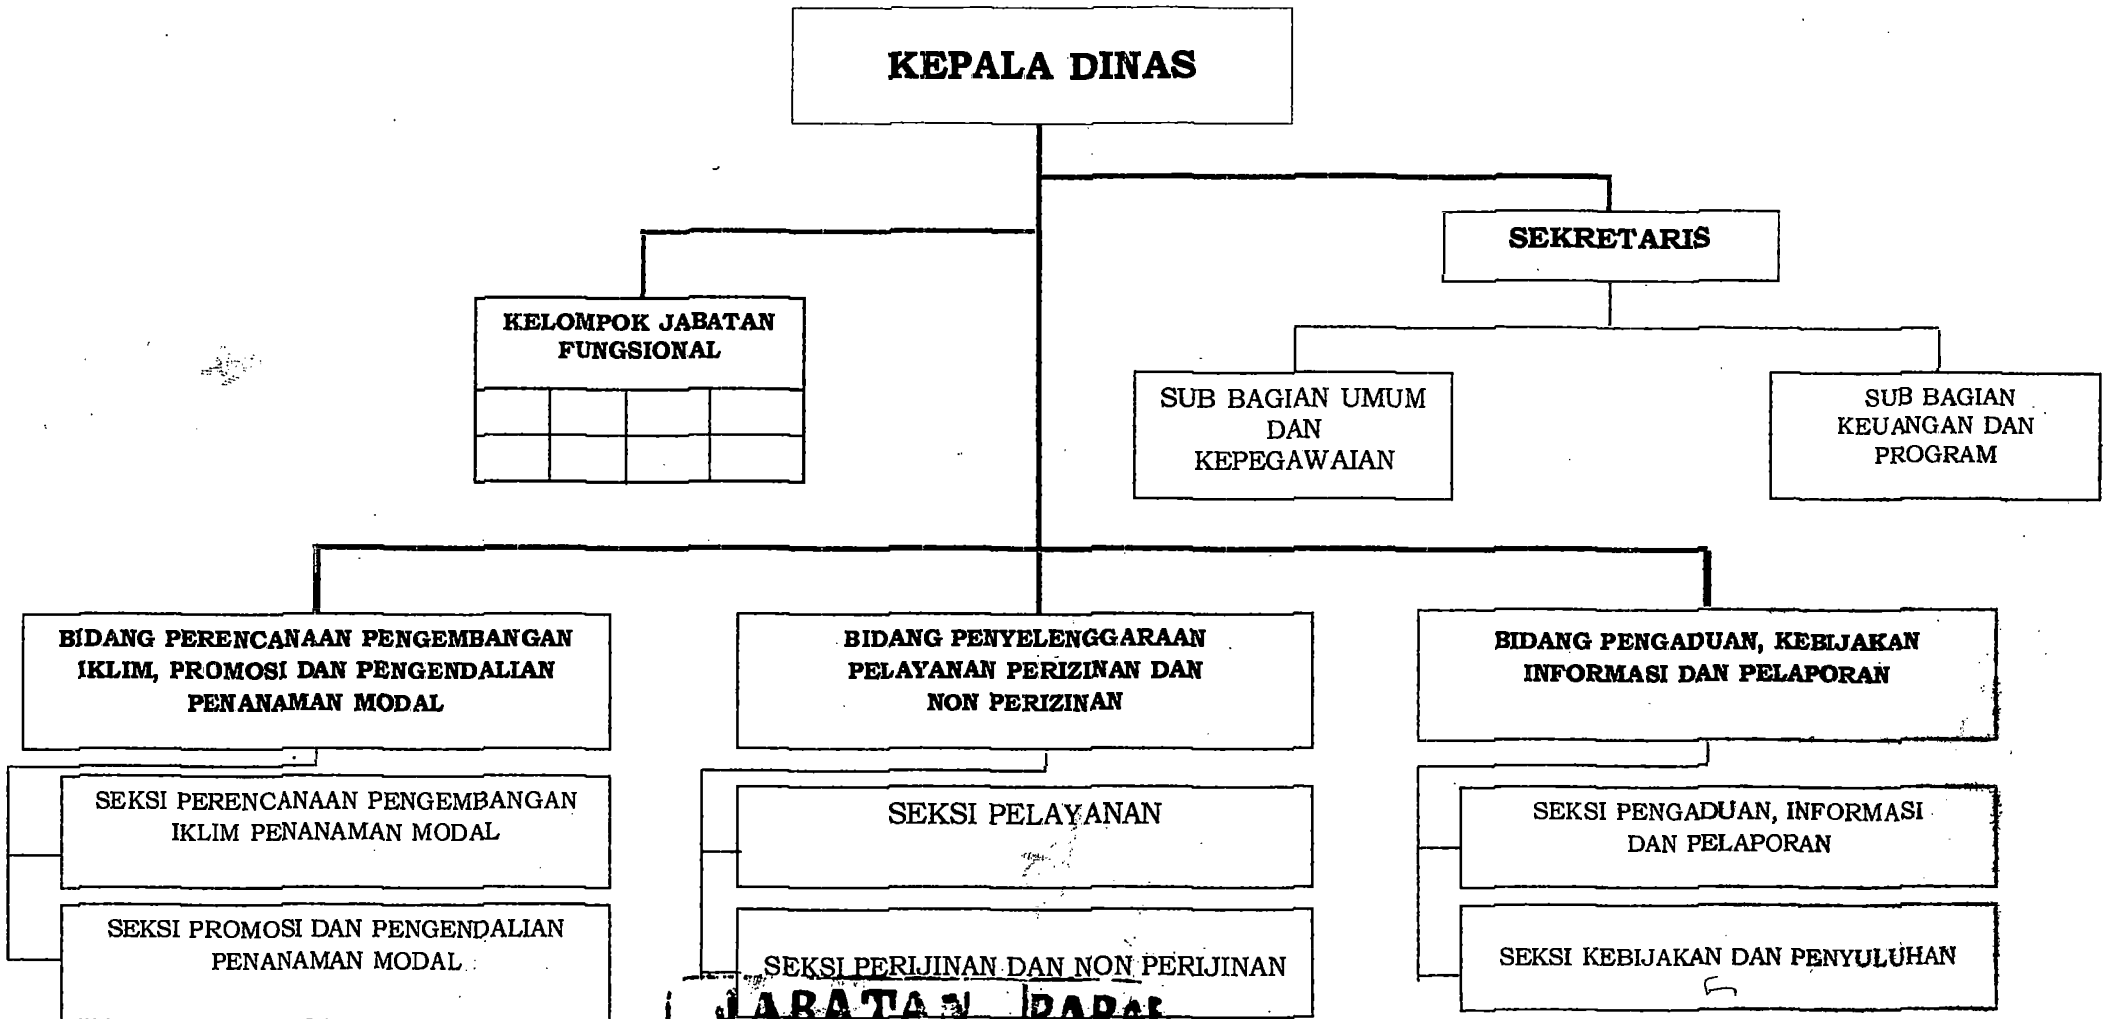 KEPALA DINAS
SEKRETARIS
KELOMPOK JABATAN
FUNGSIONAL
SUB BAGIAN UMUM
DAN
KEPEGAWAIAN
SUB BAGIAN
KEUANGAN DAN
PROGRAM
BIDANG PERENCANAAN PENGEMBANGAN
IKLIM, PROMOSI DAN PENGENDALIAN
PENANAMAN MODAL
BIDANG PENYELENGGARAAN
PELAYANAN PERIZINAN DAN
NON PERIZINAN
BIDANG PENGADUAN, KEBIJAKAN
INFORMASI DAN PELAPORAN
SEKSI PERENCANAAN PENGEMBANGAN
IKLIM PENANAMAN MODAL
SEKSI PELAYANAN
SEKSI PENGADUAN, INFORMASI
DAN PELAPORAN
SEKSI PROMOSI DAN PENGENDALIAN
PENANAMAN MODAL
SEKSI PERIJINAN DAN NON PERIJINAN
SEKSI KEBIJAKAN DAN PENYULUHAN
JABATAN PARAF